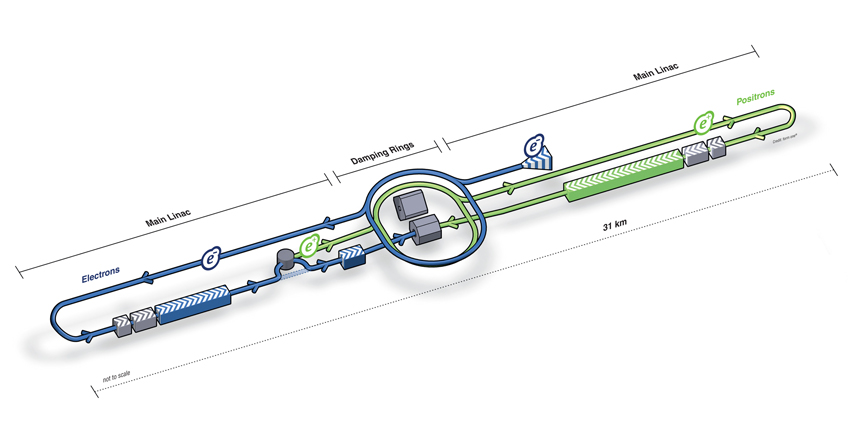 Main Linac
Positrons
e+
e-
Damping Rings
Main Linac
31 km
e+
e-
Electrons
not to scale